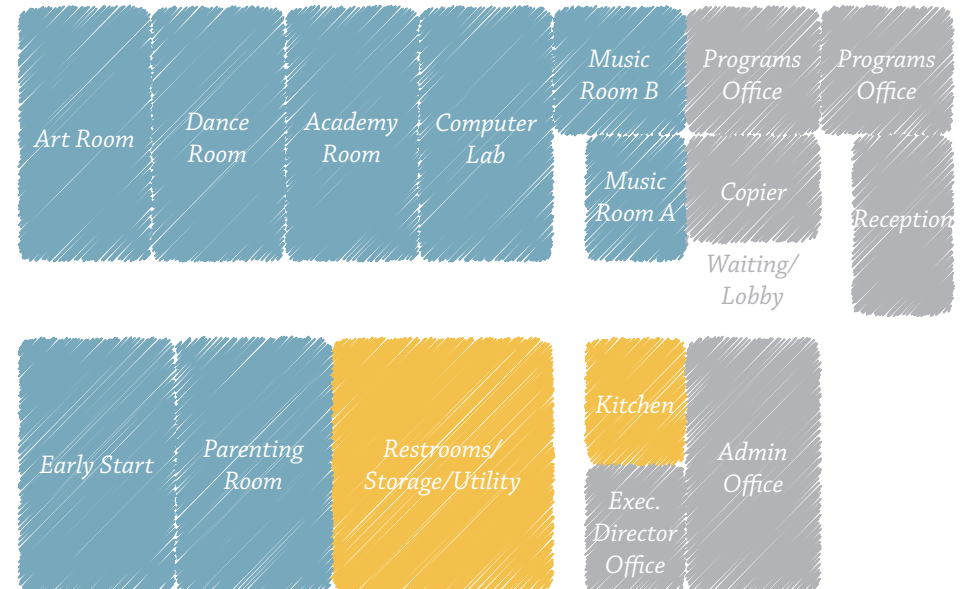 Art Room
Dance
Room
Academy
Room
Computer
Lab
Music
Room B
Programs
Office
Programs
Office
Music
Room A
Copier
Reception
Waiting/
Lobby
Early Start
Parenting
Room
Restrooms/
Storage/Utility
Kitchen
Exec.
Director
Office
Admin
Office